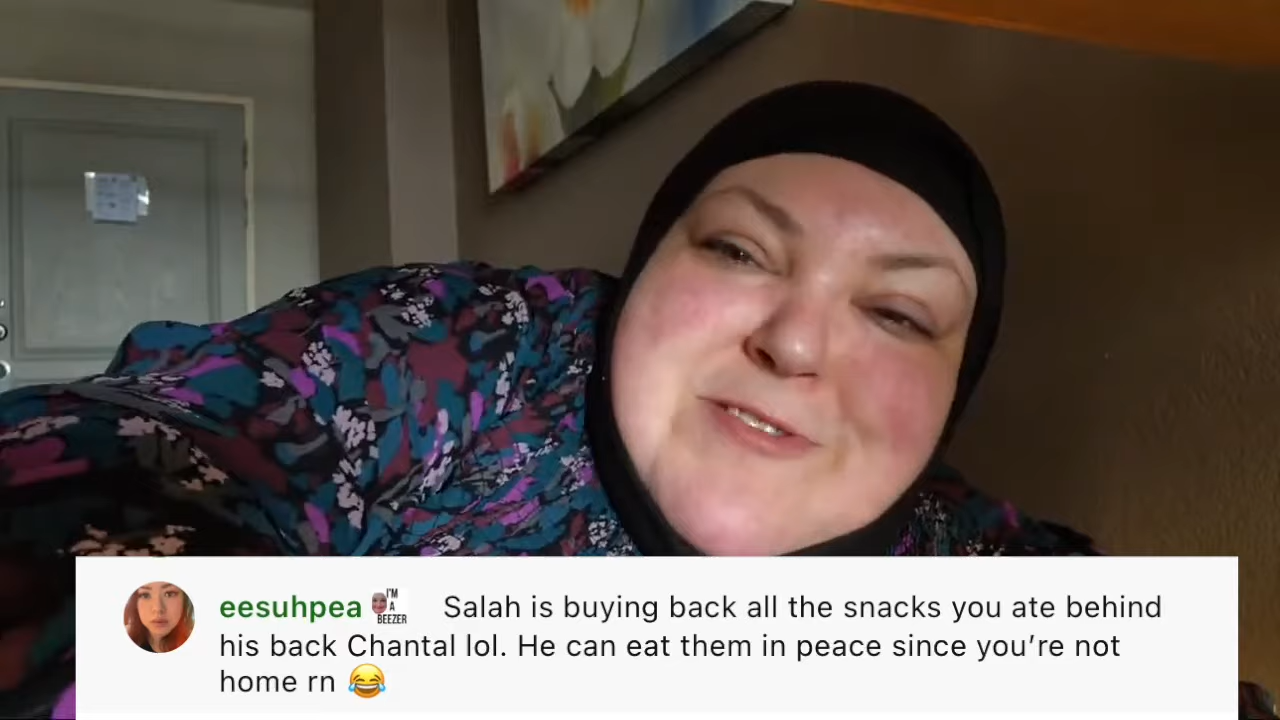 eesuhpea I'M A BEEZER Salah is buying back all the snacks you ate behind
his back Chantal lol. He can eat them in peace since you’re not
home rn 😂